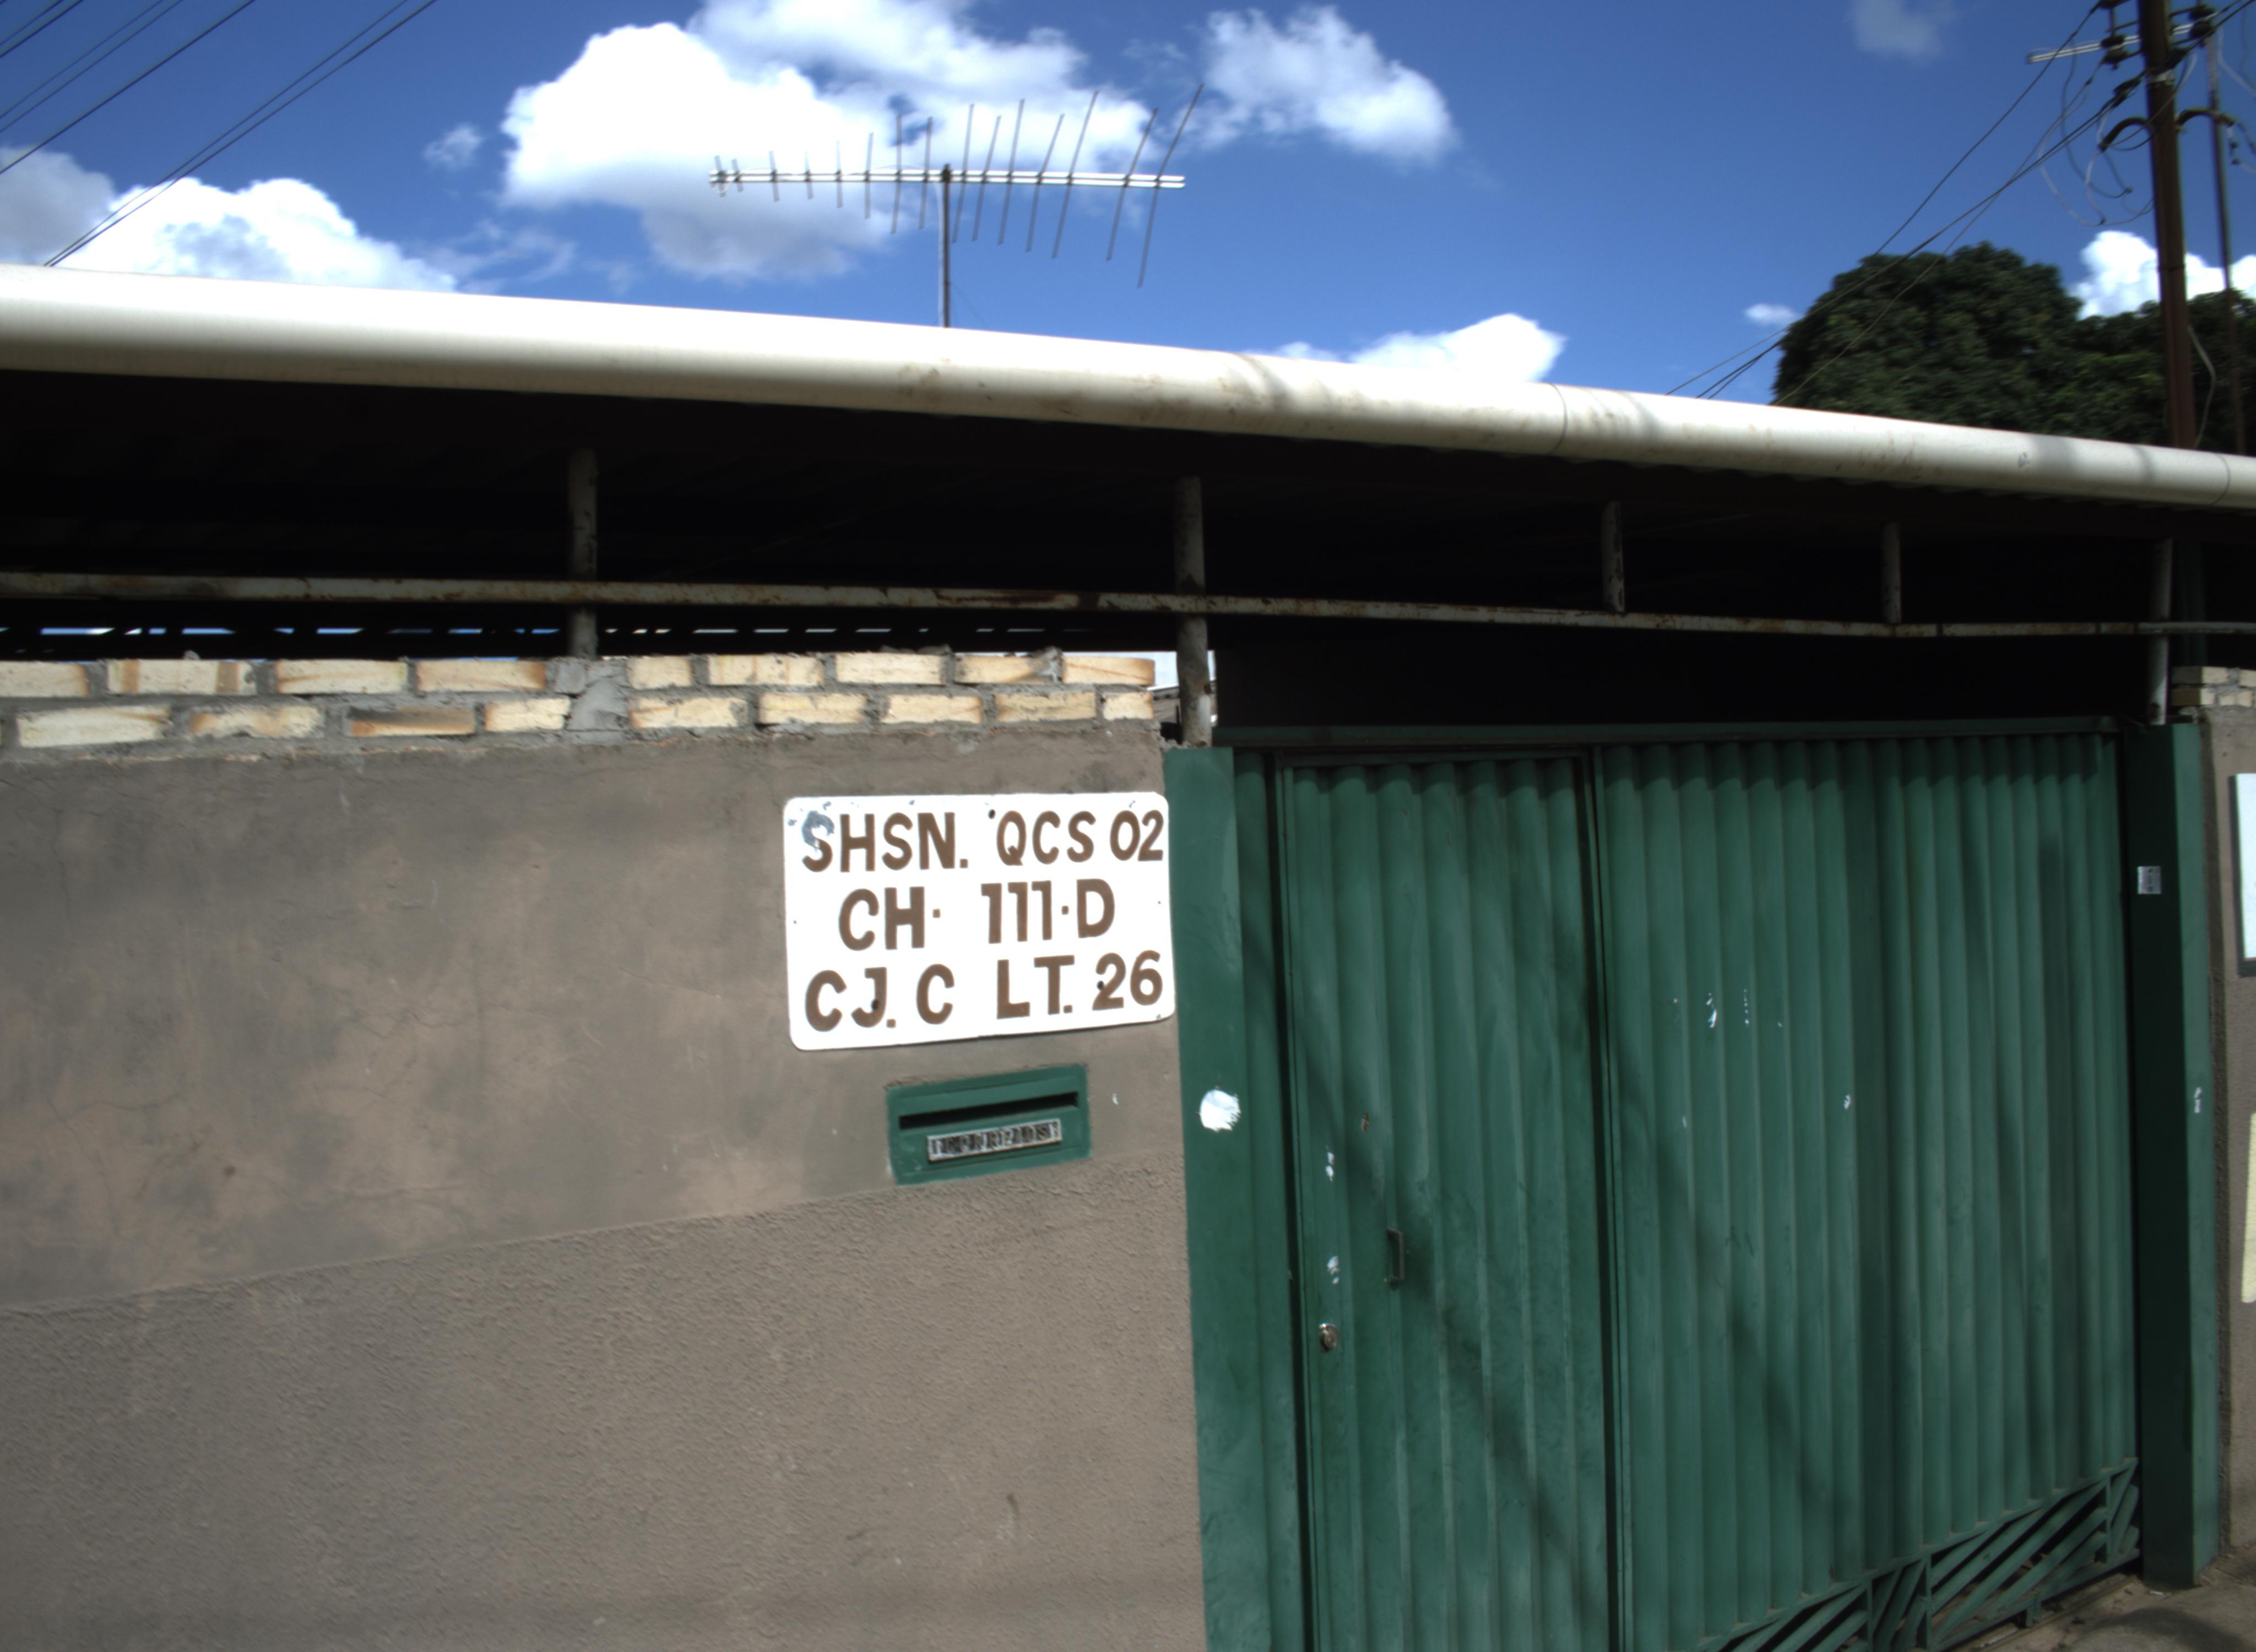 SHSN. QCS 02
CH· 111·D
CJ. C LT. 26